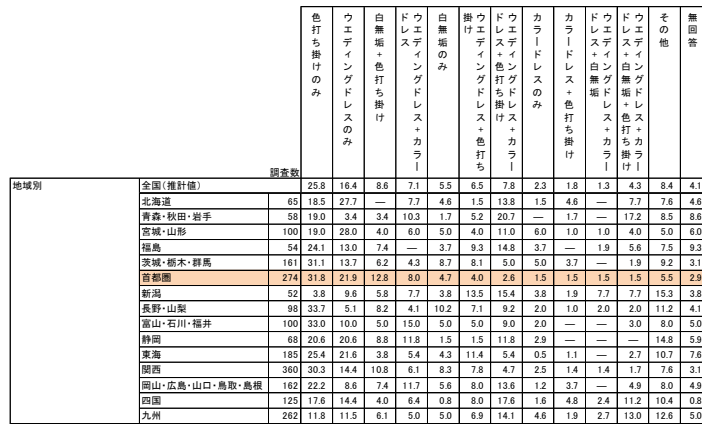 色打ち掛けのみ
ウエディングドレスのみ
白無垢+色打ち掛け
ウエディングドレス+カラードレス
白無垢のみ
ウエディングドレス+色打ち掛け
ウエディングドレス+カラードレス+色打ち掛け
カラードレスのみ
カラードレス+色打ち掛け
ウエディングドレス+カラードレス+白無垢
ウエディングドレス+カラードレス+白無垢+色打ち掛け
その他
無回答
調査数
地域別 全国(推計値) 25.8 16.4 8.6 7.1 5.5 6.5 7.8 2.3 1.8 1.3 4.3 8.4 4.1
北海道 65 18.5 27.7 — 7.7 4.6 1.5 13.8 1.5 4.6 — 7.7 7.6 4.6
青森・秋田・岩手 58 19.0 3.4 3.4 10.3 1.7 5.2 20.7 — 1.7 — 17.2 8.5 8.6
宮城・山形 100 19.0 28.0 4.0 6.0 5.0 4.0 11.0 6.0 1.0 1.0 4.0 5.0 6.0
福島 54 24.1 13.0 7.4 — 3.7 9.3 14.8 3.7 — 1.9 5.6 7.5 9.3
茨城・栃木・群馬 161 31.1 13.7 6.2 4.3 8.7 8.1 5.0 5.0 3.7 — 1.9 9.2 3.1
首都圏 274 31.8 21.9 12.8 8.0 4.7 4.0 2.6 1.5 1.5 1.5 1.5 5.5 2.9
新潟 52 3.8 9.6 5.8 7.7 3.8 13.5 15.4 3.8 1.9 7.7 7.7 15.3 3.8
長野・山梨 98 33.7 5.1 8.2 4.1 10.2 7.1 9.2 2.0 1.0 2.0 2.0 11.2 4.1
富山・石川・福井 100 33.0 10.0 5.0 15.0 5.0 5.0 9.0 2.0 — — 3.0 8.0 5.0
静岡 68 20.6 20.6 8.8 11.8 1.5 1.5 11.8 2.9 — — — 14.8 5.9
東海 185 25.4 21.6 3.8 5.4 4.3 11.4 5.4 0.5 1.1 — 2.7 10.7 7.6
関西 360 30.3 14.4 10.8 6.1 8.3 7.8 4.7 2.5 1.4 1.4 1.7 7.6 3.1
岡山・広島・山口・鳥取・島根 162 22.2 8.6 7.4 11.7 5.6 8.0 13.6 1.2 3.7 — 4.9 8.0 4.9
四国 125 17.6 14.4 4.0 6.4 0.8 8.0 17.6 1.6 4.8 2.4 11.2 10.4 0.8
九州 262 11.8 11.5 6.1 5.0 5.0 6.9 14.1 4.6 1.9 2.7 13.0 12.6 5.0